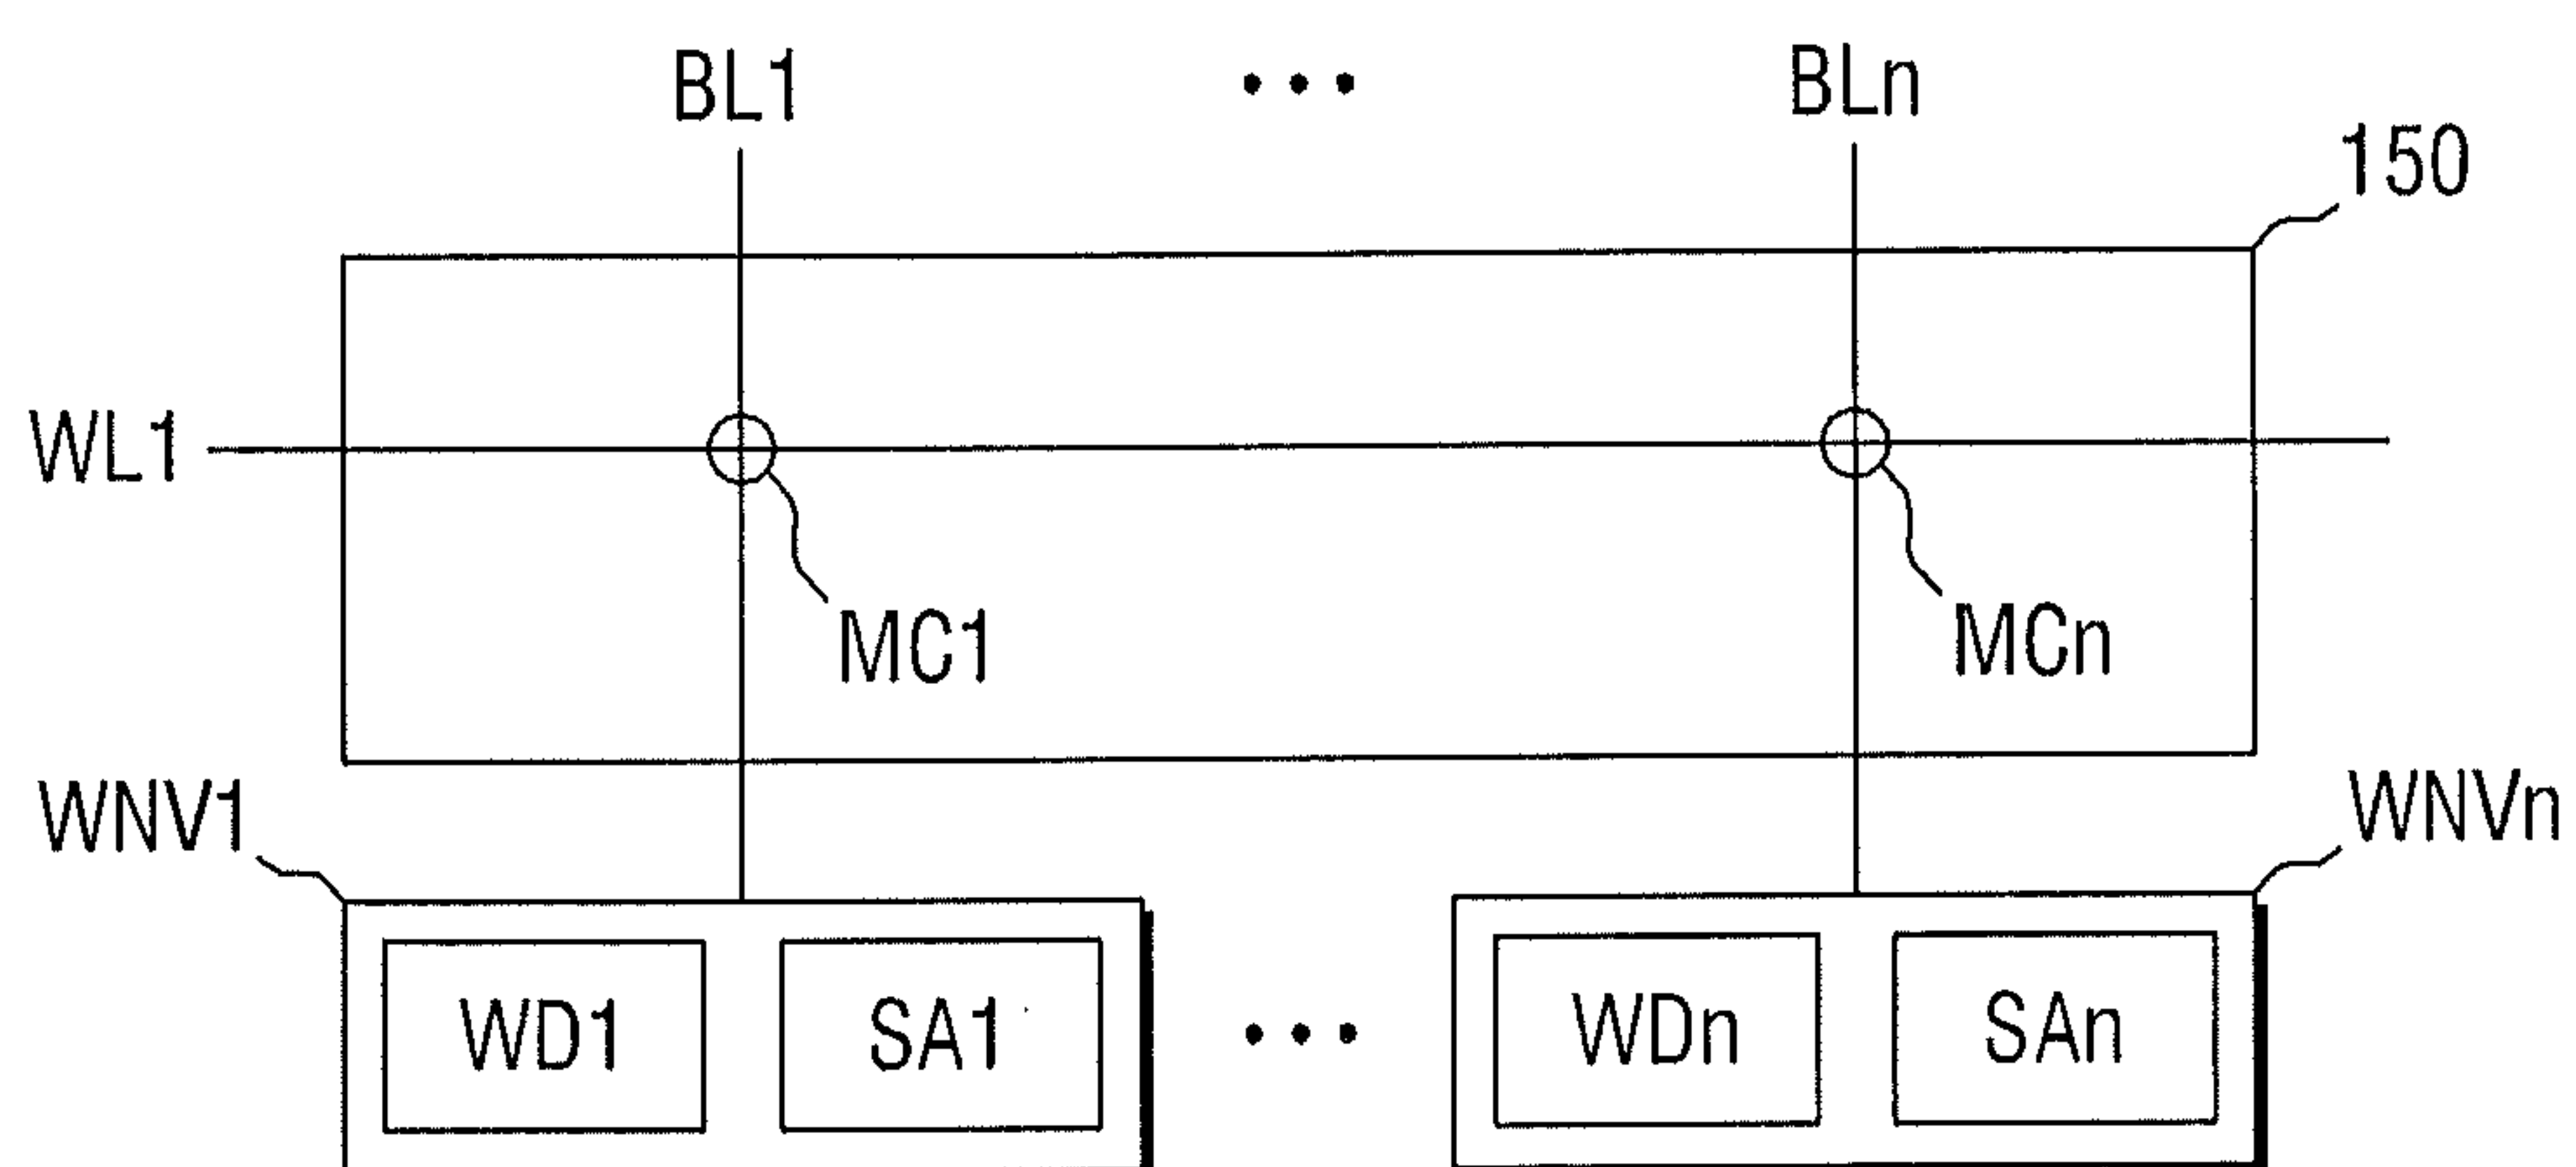 BL1 ... BLn
150
WL1
MC1 MCn
WNV1 WNVn
WD1 SA1 ... WDn SAn